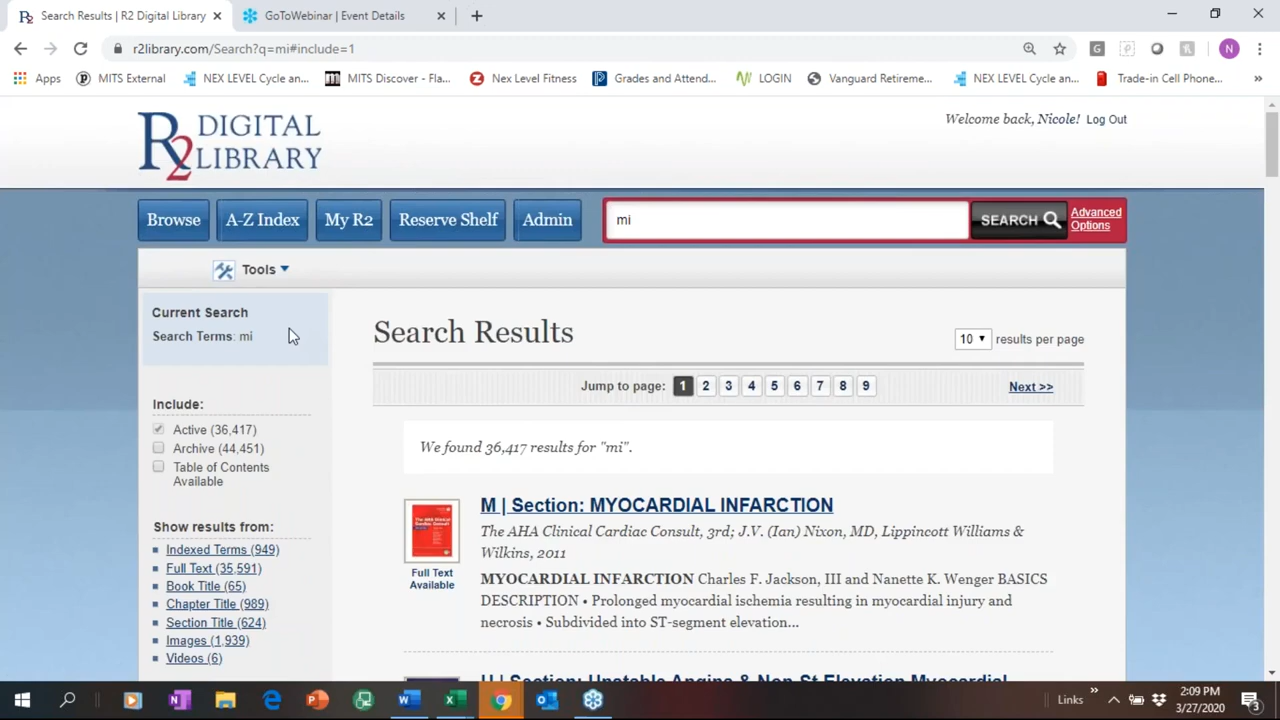 Search Results | R2 Digital Library
GoToWebinar | Event Details
r2library.com/Search?q=mi#include=1
Apps
MITS External
NEX LEVEL Cycle an...
MITS Discover - Fla...
Next Level Fitness
Grades and Attend...
LOGIN
Vanguard Retireme...
NEX LEVEL Cycle an...
Trade-in Cell Phone...
R2 DIGITAL LIBRARY
Welcome back, Nicole! Log Out
Browse
A-Z Index
My R2
Reserve Shelf
Admin
mi
SEARCH
Advanced
Options
Tools
Current Search
Search Terms: mi
Include:
Active (36,417)
Archive (44,451)
Table of Contents
Available
Show results from:
Indexed Terms (949)
Full Text (35,591)
Book Title (65)
Chapter Title (989)
Section Title (624)
Images (1,939)
Videos (6)
Search Results
10 results per page
Jump to page: 1 2 3 4 5 6 7 8 9 Next >>
We found 36,417 results for "mi".
Full Text
Available
M | Section: MYOCARDIAL INFARCTION
The AHA Clinical Cardiac Consult, 3rd; J.V. (Ian) Nixon, MD, Lippincott Williams &
Wilkins, 2011
MYOCARDIAL INFARCTION Charles F. Jackson, III and Nanette K. Wenger BASICS
DESCRIPTION • Prolonged myocardial ischemia resulting in myocardial injury and
necrosis • Subdivided into ST-segment elevation...
U | Section: Unstable Angina & Non St Elevation Myocardial
Links
2:09 PM
3/27/2020
3